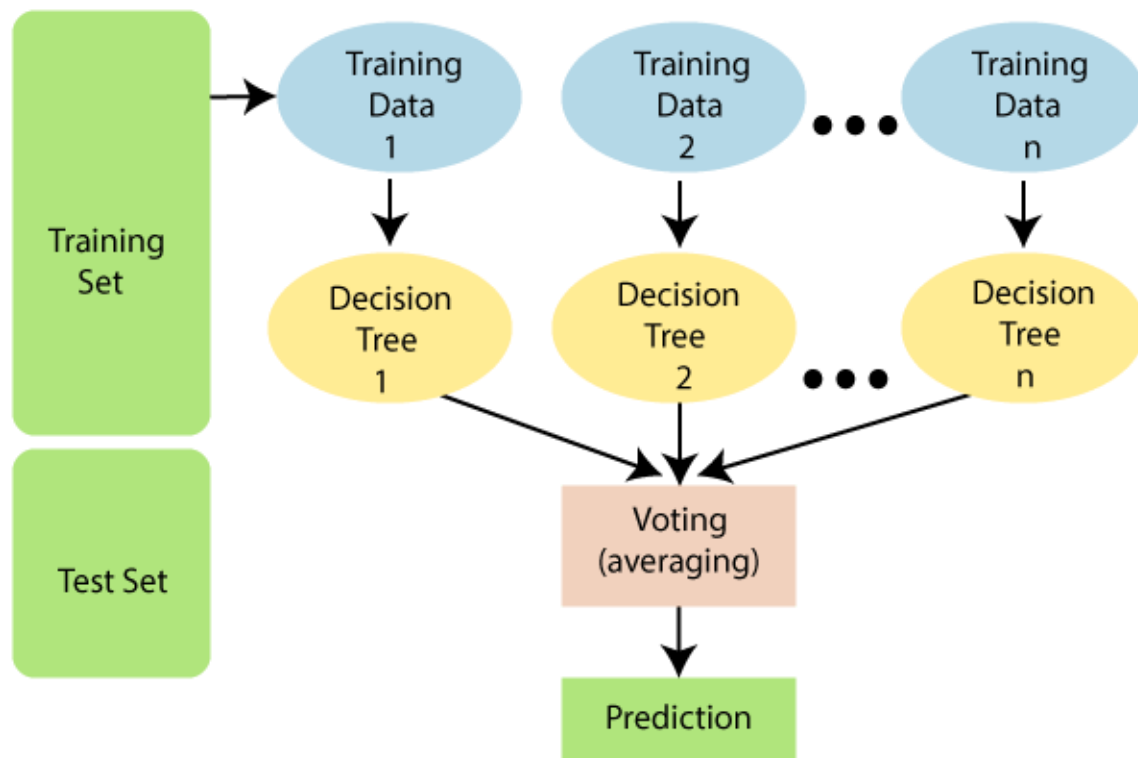 Training
Set
Training
Data
1
Training
Data
2
Training
Data
n
Decision
Tree
1
Decision
Tree
2
Decision
Tree
n
Test Set
Voting
(averaging)
Prediction